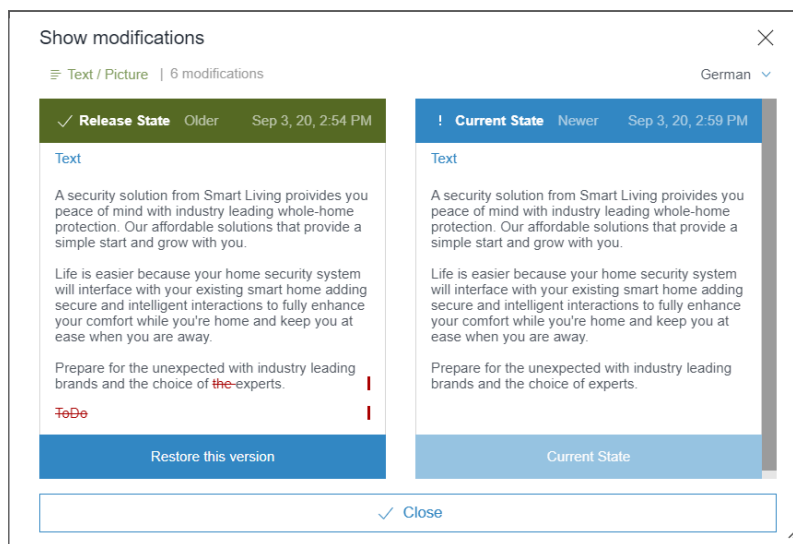 Show modifications
Text / Picture | 6 modifications
German
Release State Older Sep 3, 20, 2:54 PM
Text
A security solution from Smart Living proivides you
peace of mind with industry leading whole-home
protection. Our affordable solutions that provide a
simple start and grow with you.
Life is easier because your home security system
will interface with your existing smart home adding
secure and intelligent interactions to fully enhance
your comfort while you're home and keep you at
ease when you are away.
Prepare for the unexpected with industry leading
brands and the choice of the experts.
ToDo
Restore this version
! Current State Newer Sep 3, 20, 2:59 PM
Text
A security solution from Smart Living proivides you
peace of mind with industry leading whole-home
protection. Our affordable solutions that provide a
simple start and grow with you.
Life is easier because your home security system
will interface with your existing smart home adding
secure and intelligent interactions to fully enhance
your comfort while you're home and keep you at
ease when you are away.
Prepare for the unexpected with industry leading
brands and the choice of experts.
Current State
Close